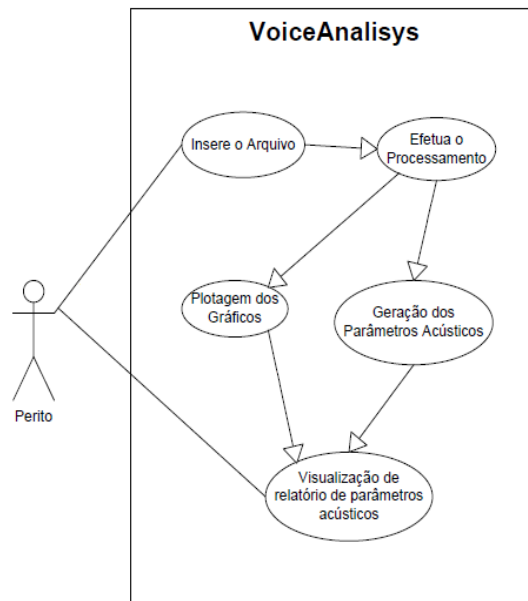 VoiceAnalisys
Insere o Arquivo
Efetua o
Processamento
Plotagem dos
Gráficos
Geração dos
Parâmetros Acústicos
Perito
Visualização de
relatório de parâmetros
acústicos